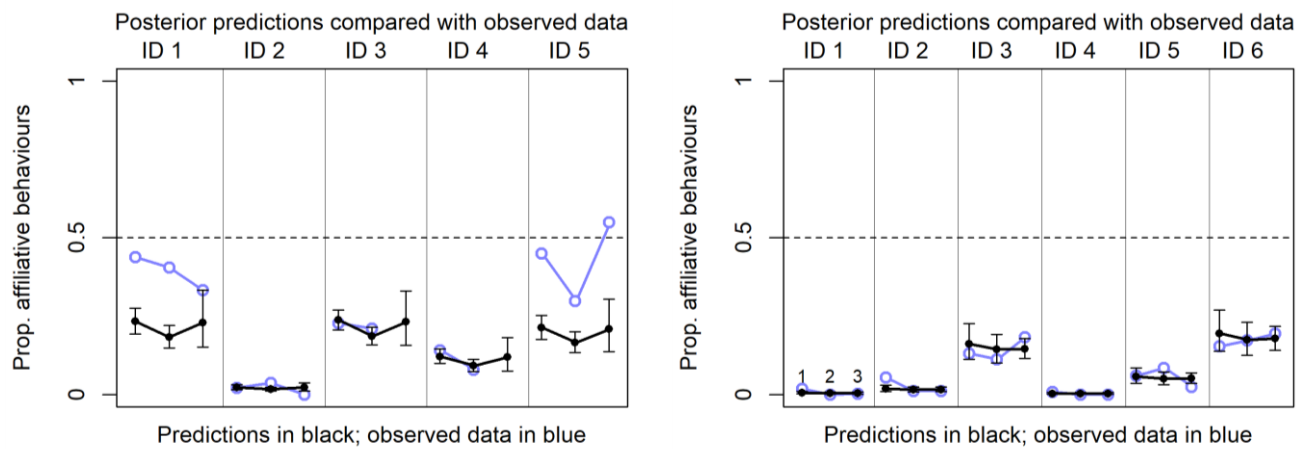 Posterior predictions compared with observed data
ID 1 ID 2 ID 3 ID 4 ID 5
Prop. affiliative behaviours
1
0.5
0
Predictions in black; observed data in blue
Posterior predictions compared with observed data
ID 1 ID 2 ID 3 ID 4 ID 5 ID 6
Prop. affiliative behaviours
1
0.5
0
1 2 3
Predictions in black; observed data in blue